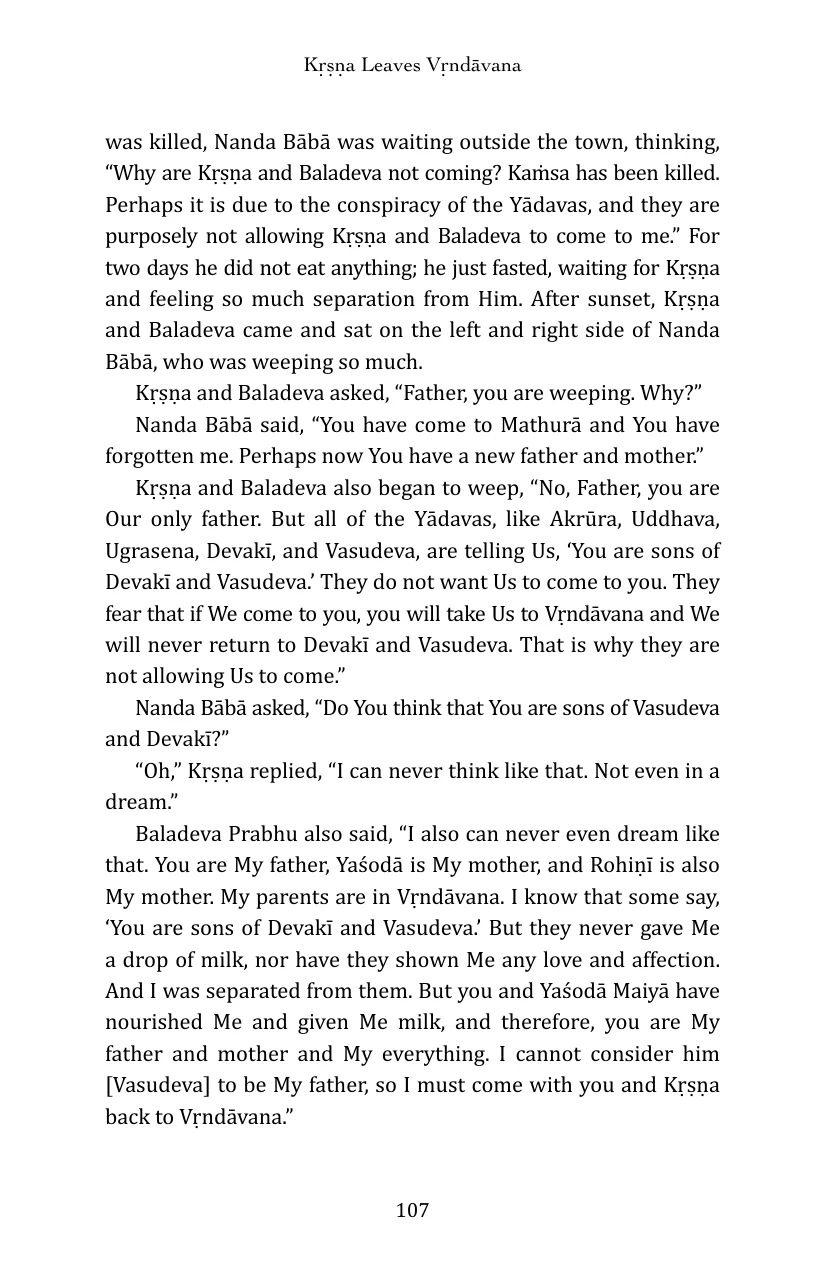 Kṛṣṇa Leaves Vṛndāvana
was killed, Nanda Bābā was waiting outside the town, thinking,
“Why are Kṛṣṇa and Baladeva not coming? Kaṁsa has been killed.
Perhaps it is due to the conspiracy of the Yādavas, and they are
purposely not allowing Kṛṣṇa and Baladeva to come to me.” For
two days he did not eat anything; he just fasted, waiting for Kṛṣṇa
and feeling so much separation from Him. After sunset, Kṛṣṇa
and Baladeva came and sat on the left and right side of Nanda
Bābā, who was weeping so much.
Kṛṣṇa and Baladeva asked, “Father, you are weeping. Why?”
Nanda Bābā said, “You have come to Mathurā and You have
forgotten me. Perhaps now You have a new father and mother.”
Kṛṣṇa and Baladeva also began to weep, “No, Father, you are
Our only father. But all of the Yādavas, like Akrūra, Uddhava,
Ugrasena, Devakī, and Vasudeva, are telling Us, ‘You are sons of
Devakī and Vasudeva.’ They do not want Us to come to you. They
fear that if We come to you, you will take Us to Vṛndāvana and We
will never return to Devakī and Vasudeva. That is why they are
not allowing Us to come.”
Nanda Bābā asked, “Do You think that You are sons of Vasudeva
and Devakī?”
“Oh,” Kṛṣṇa replied, “I can never think like that. Not even in a
dream.”
Baladeva Prabhu also said, “I also can never even dream like
that. You are My father, Yaśodā is My mother, and Rohiṇī is also
My mother. My parents are in Vṛndāvana. I know that some say,
‘You are sons of Devakī and Vasudeva.’ But they never gave Me
a drop of milk, nor have they shown Me any love and affection.
And I was separated from them. But you and Yaśodā Maiyā have
nourished Me and given Me milk, and therefore, you are My
father and mother and My everything. I cannot consider him
[Vasudeva] to be My father, so I must come with you and Kṛṣṇa
back to Vṛndāvana.”
107